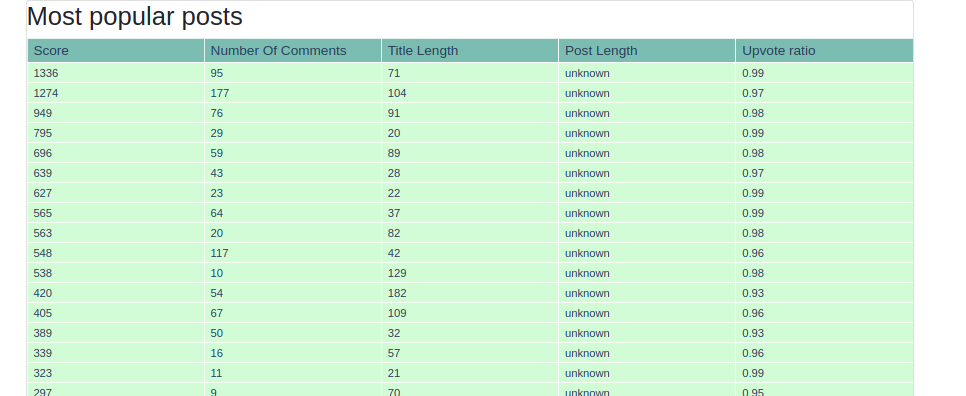 Most popular posts
Score Number Of Comments Title Length Post Length Upvote ratio
1336 95 71 unknown 0.99
1274 177 104 unknown 0.97
949 76 91 unknown 0.98
795 29 20 unknown 0.99
696 59 89 unknown 0.98
639 43 28 unknown 0.97
627 23 22 unknown 0.99
565 64 37 unknown 0.99
563 20 82 unknown 0.98
548 117 42 unknown 0.96
538 10 129 unknown 0.98
420 54 182 unknown 0.93
405 67 109 unknown 0.96
389 50 32 unknown 0.93
339 16 57 unknown 0.96
323 11 21 unknown 0.99
297 9 70 unknown 0.95